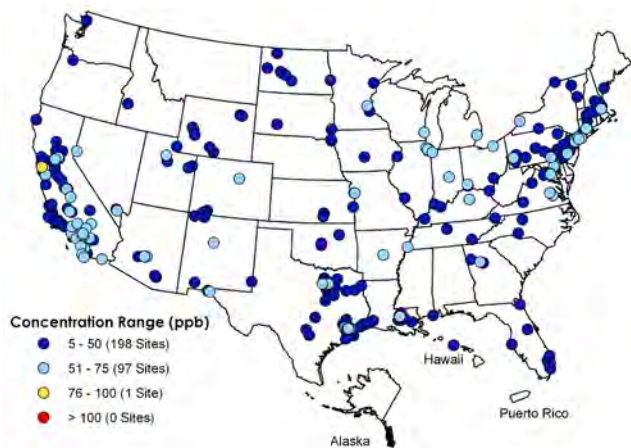 Concentration Range (ppb)
5 - 50 (198 Sites)
51 - 75 (97 Sites)
76 - 100 (1 Site)
> 100 (0 Sites)
Hawaii
Puerto Rico
Alaska